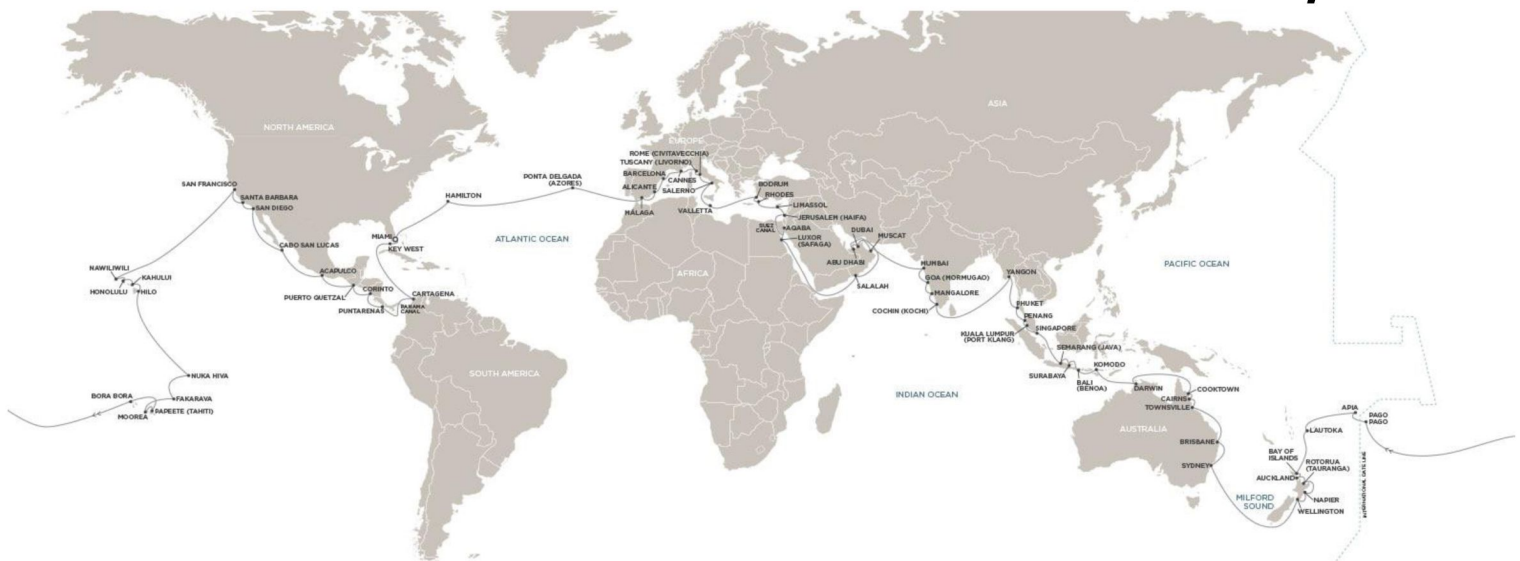 NORTH AMERICA
ASIA
EUROPE
ROME (CIVITAVECCHIA)
TUSCANY (LIVORNO)
BARCELONA
CANNES
ALICANTE
SALERNO
MÁLAGA
VALLETTA
PONTA DELGADA
(AZORES)
HAMILTON
SAN FRANCISCO
SANTA BARBARA
SAN DIEGO
CABO SAN LUCAS
ACAPULCO
PUERTO QUETZAL
CORINTO
PUNTARENAS
PANAMA
CANAL
CARTAGENA
MIAMI
KEY WEST
ATLANTIC OCEAN
BODRUM
RHODES
LIMASSOL
JERUSALEM (HAIFA)
SUEZ
CANAL
AQABA
LUXOR
(SAFAGA)
DUBAI
MUSCAT
ABU DHABI
SALALAH
AFRICA
MUMBAI
GOA (MORMUGAO)
MANGALORE
COCHIN (KOCHI)
YANGON
PHUKET
PENANG
KUALA LUMPUR
(PORT KLANG)
SINGAPORE
SEMARANG (JAVA)
SURABAYA
BALI
(BENOA)
KOMODO
DARWIN
COOKTOWN
CAIRNS
TOWNSVILLE
AUSTRALIA
BRISBANE
SYDNEY
INDIAN OCEAN
PACIFIC OCEAN
NAWILIWILI
KAHULUI
HONOLULU
HILO
NUKA HIVA
BORA BORA
FAKARAVA
MOOREA
PAPEETE (TAHITI)
SOUTH AMERICA
APIA
PAGO
PAGO
LAUTOKA
BAY OF
ISLANDS
ROTORUA
(TAURANGA)
AUCKLAND
NAPIER
MILFORD
SOUND
WELLINGTON
INTERNATIONAL DATE LINE